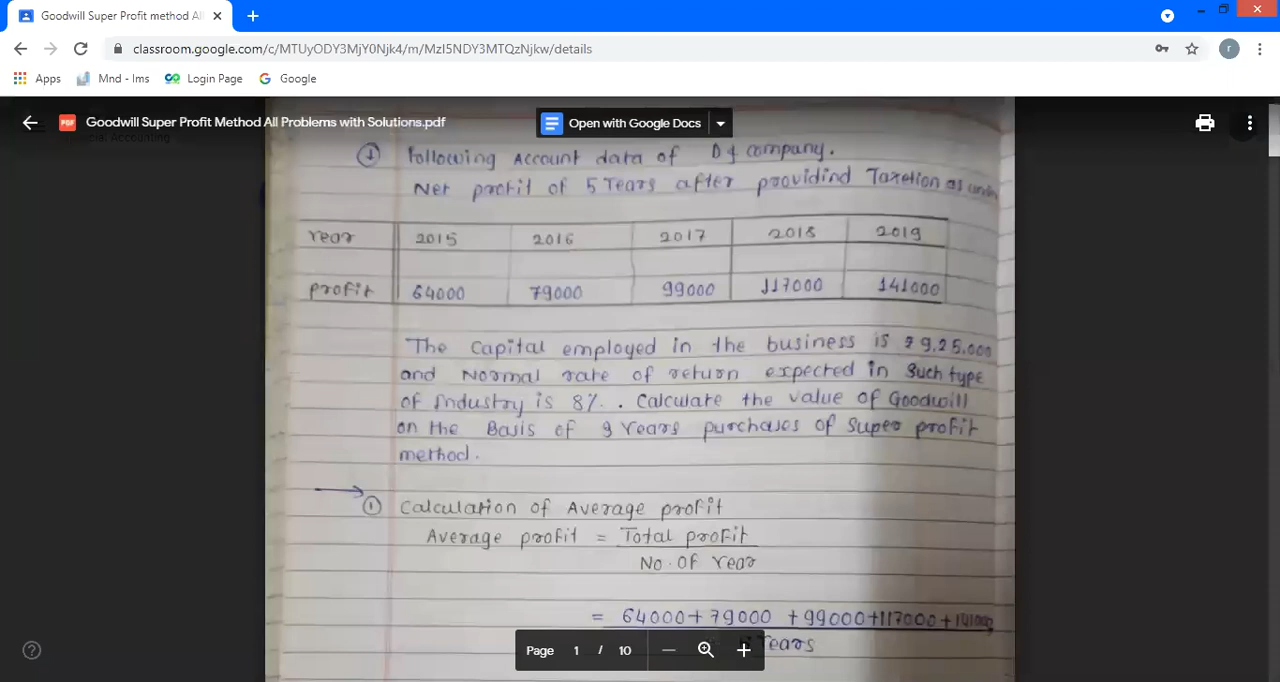 Goodwill Super Profit method Al
classroom.google.com/c/MTUyODY3MjY0Njk4/m/MzI5NDY3MTQzNjkw/details
r
Apps Mnd - Ims Login Page Google
PDF Goodwill Super Profit Method All Problems with Solutions.pdf Open with Google Docs
Accounting
① Following Account data of D4 company.
Net profit of 5 Years after providind Taxetion as under
Year 2015 2016 2017 2018 2019
profit 64000 79000 99000 117000 141000
The Capital employed in the business is ₹9,25,000
and Normal rate of return expected in Such type
of Industry is 8%. Calculate the value of Goodwill
on the Basis of 3 Years purchases of super profit
method.
① Calculation of Average profit
Average profit = Total profit
No. Of Year
= 64000+79000+99000+117000+141000
Years
Page 1 / 10